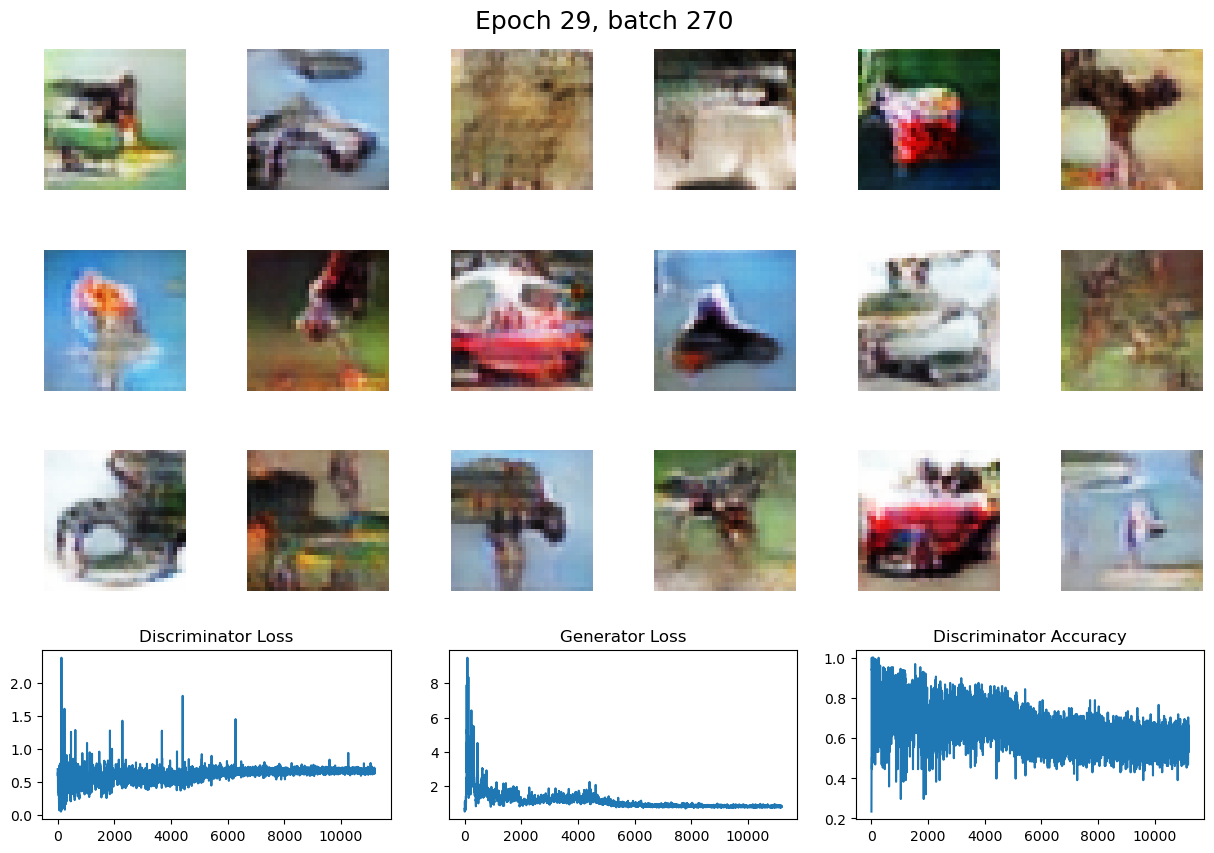 Epoch 29, batch 270
Discriminator Loss
Generator Loss
Discriminator Accuracy
2.0
1.5
1.0
0.5
0.0
0 2000 4000 6000 8000 10000
8
6
4
2
0 2000 4000 6000 8000 10000
1.0
0.8
0.6
0.4
0.2
0 2000 4000 6000 8000 10000